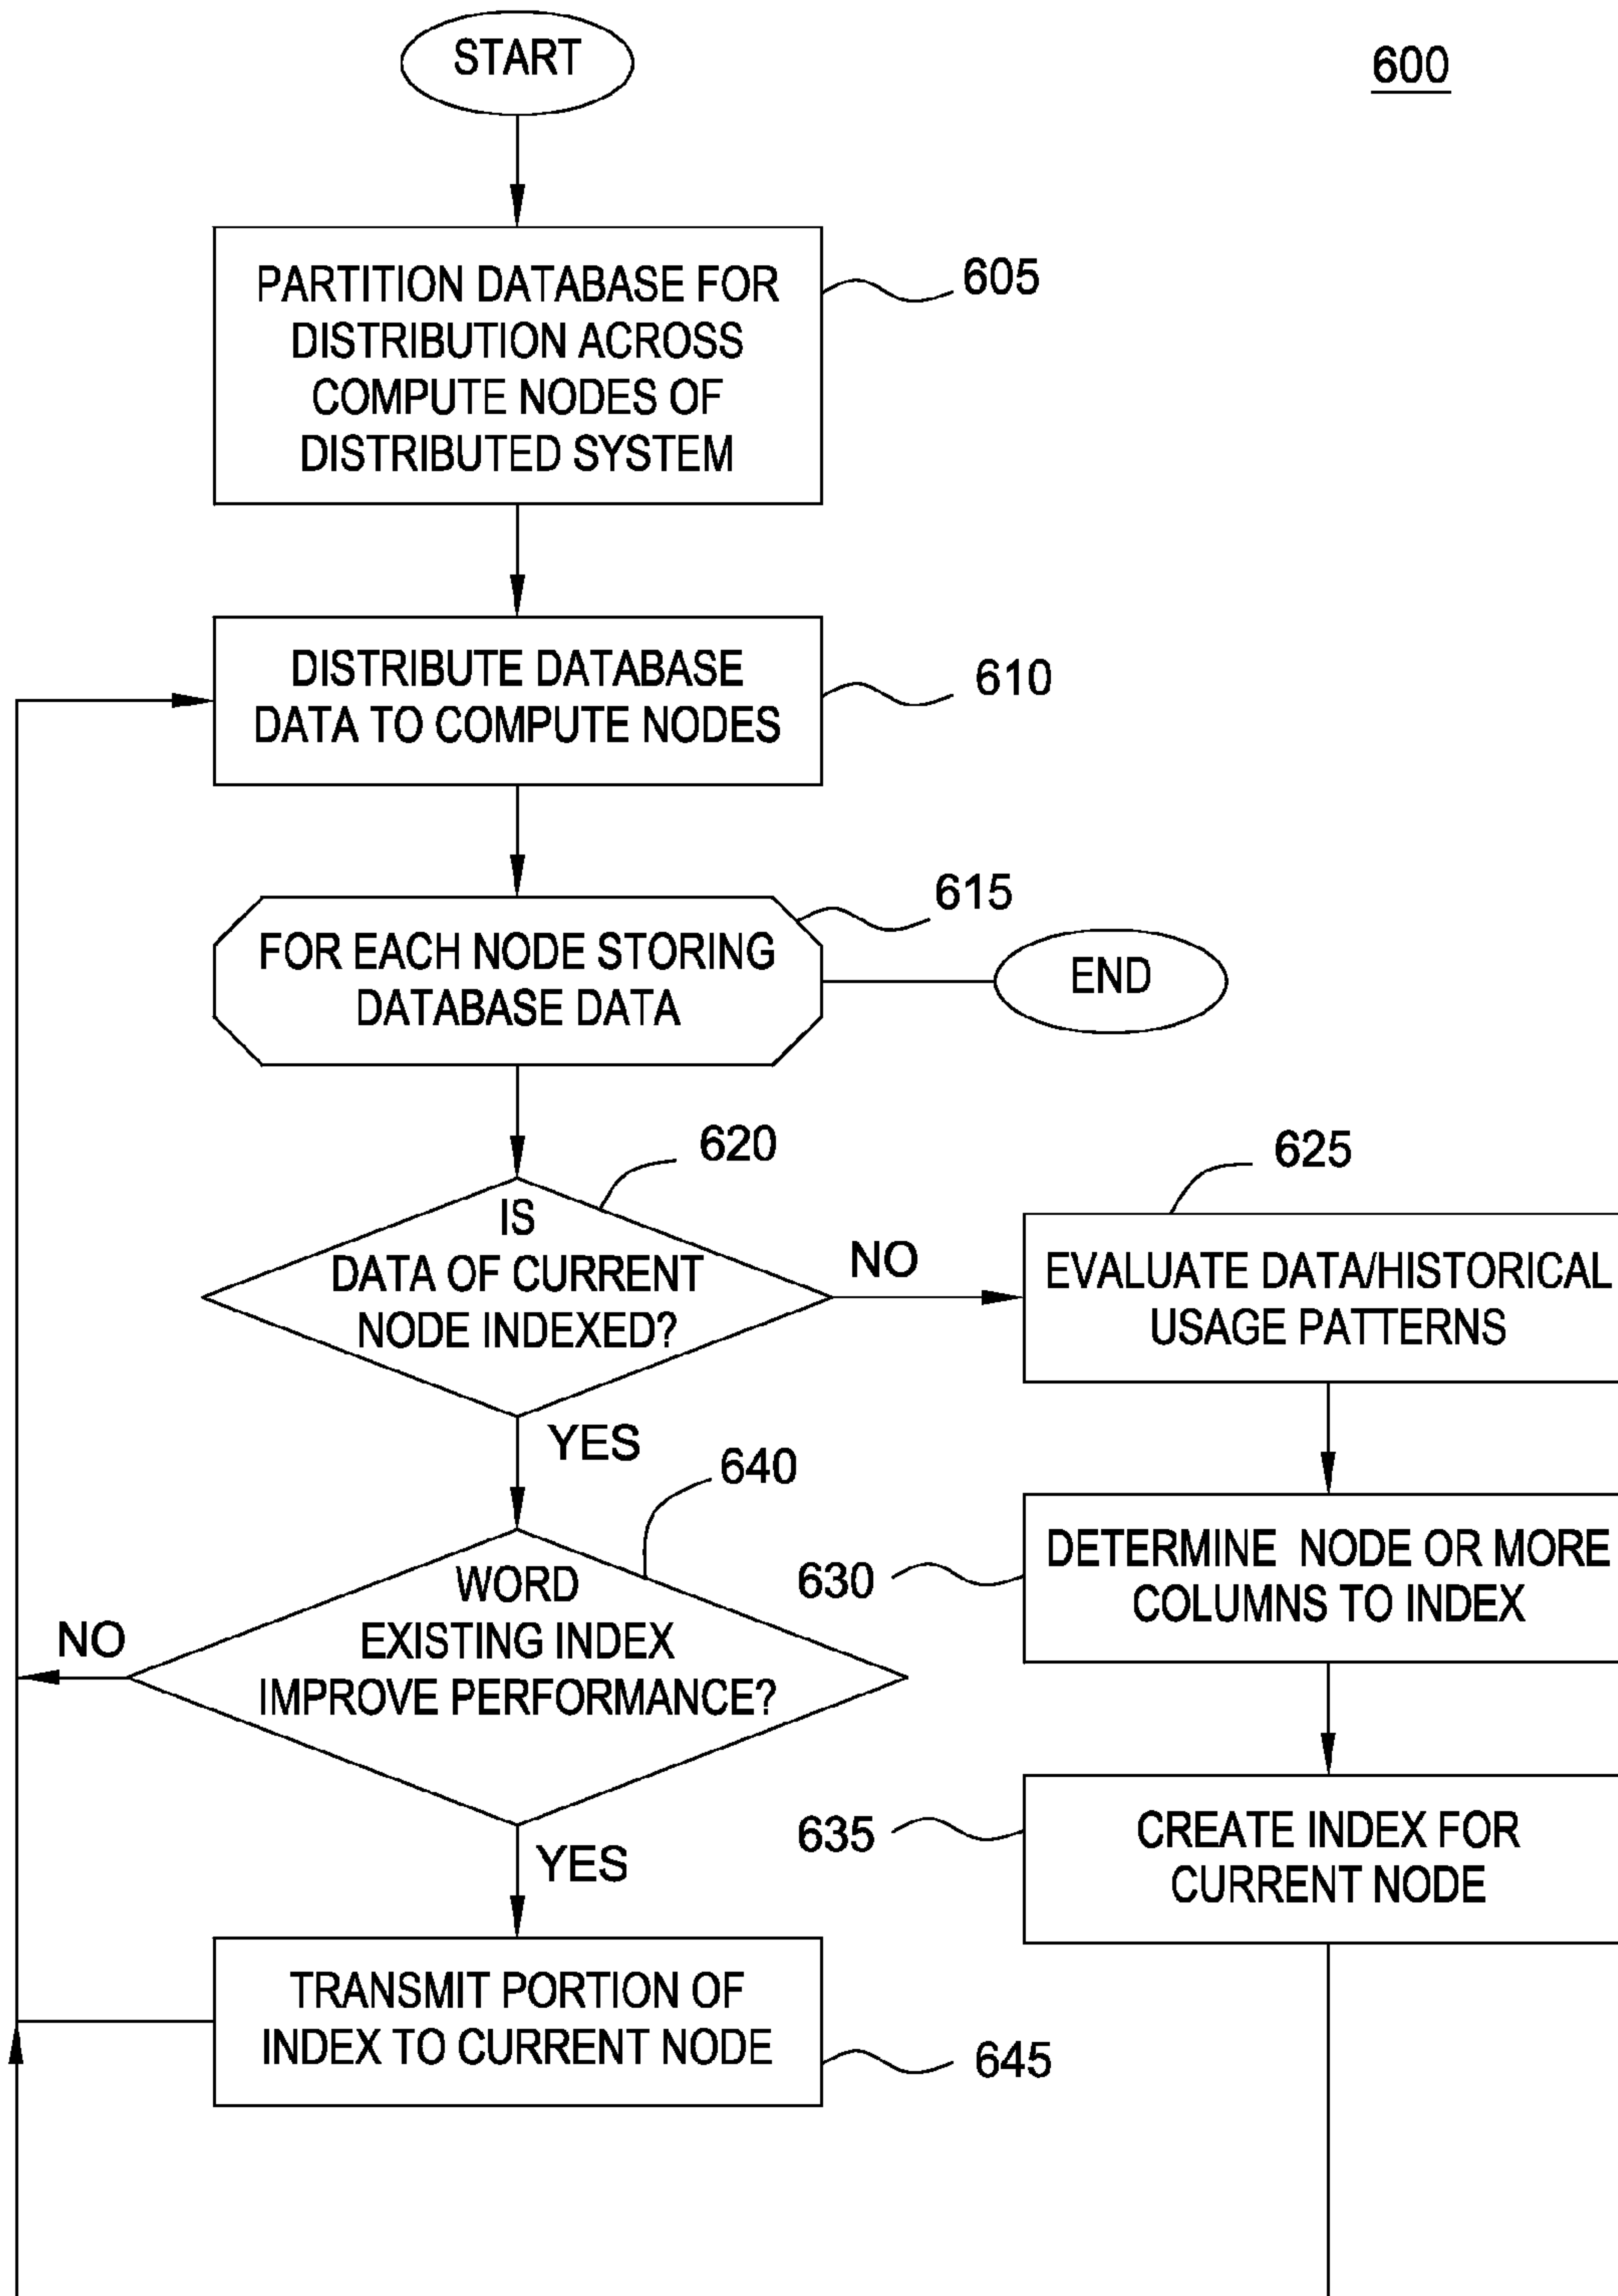 START
600
PARTITION DATABASE FOR
DISTRIBUTION ACROSS
COMPUTE NODES OF
DISTRIBUTED SYSTEM
605
DISTRIBUTE DATABASE
DATA TO COMPUTE NODES
610
FOR EACH NODE STORING
DATABASE DATA
615
END
IS
DATA OF CURRENT
NODE INDEXED?
620
NO
625
EVALUATE DATA/HISTORICAL
USAGE PATTERNS
YES
640
WORD
EXISTING INDEX
IMPROVE PERFORMANCE?
NO
630
DETERMINE NODE OR MORE
COLUMNS TO INDEX
YES
635
CREATE INDEX FOR
CURRENT NODE
TRANSMIT PORTION OF
INDEX TO CURRENT NODE
645